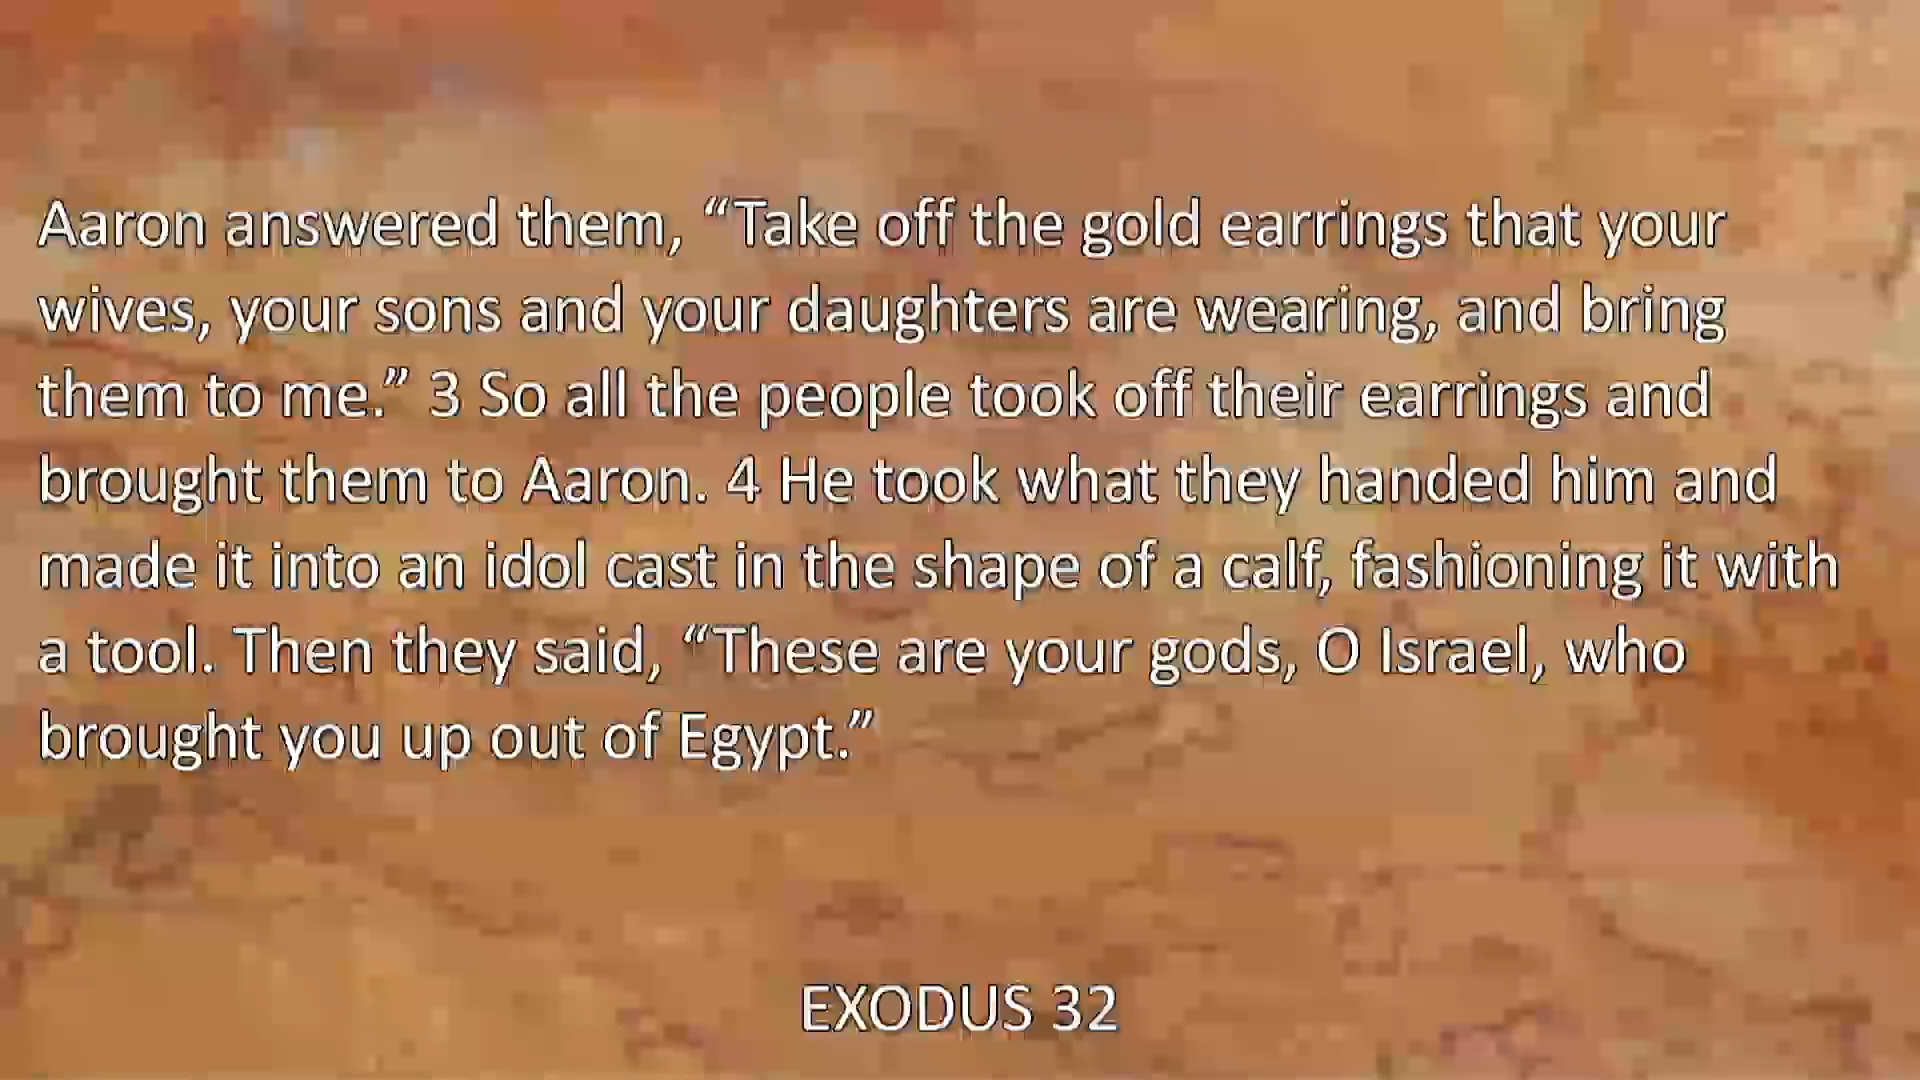 Aaron answered them, “Take off the gold earrings that your
wives, your sons and your daughters are wearing, and bring
them to me.” 3 So all the people took off their earrings and
brought them to Aaron. 4 He took what they handed him and
made it into an idol cast in the shape of a calf, fashioning it with
a tool. Then they said, “These are your gods, O Israel, who
brought you up out of Egypt.”
EXODUS 32